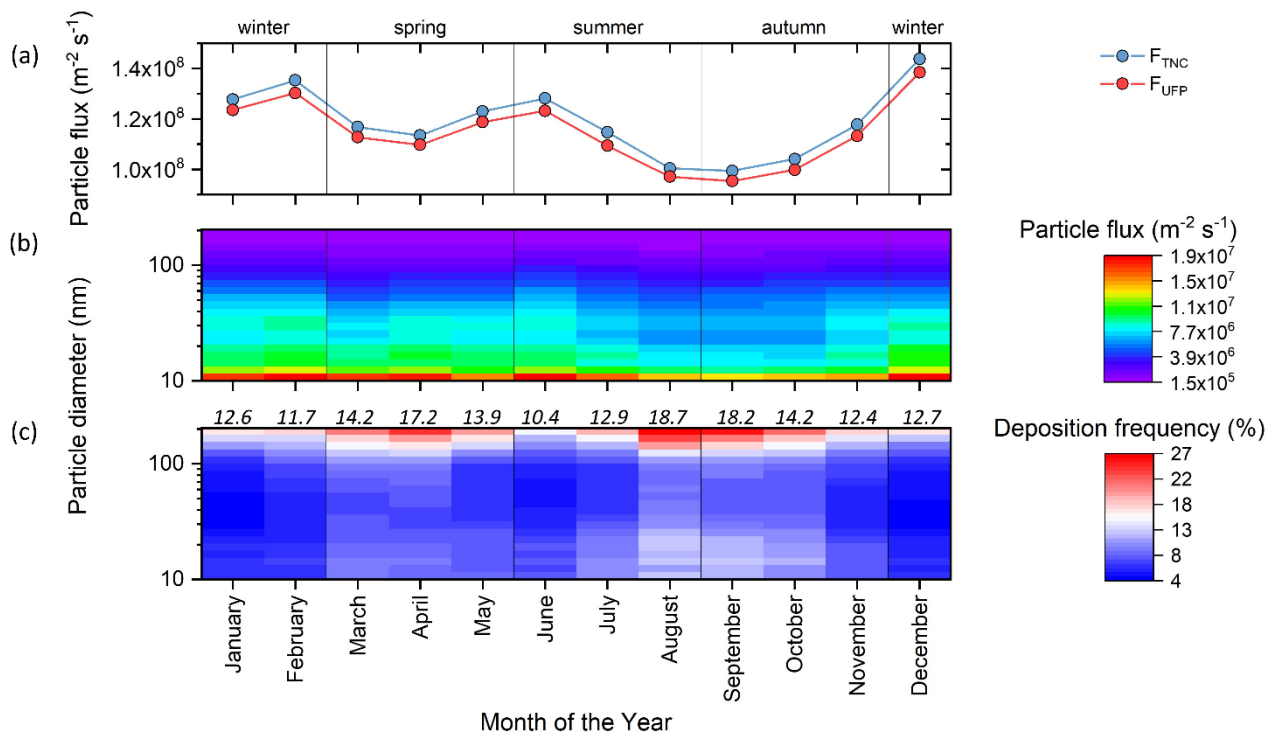 winter spring summer autumn winter
(a)
Particle flux (m⁻² s⁻¹)
1.4x10⁸
1.2x10⁸
1.0x10⁸
F_TNC
F_UFP
(b)
Particle diameter (nm)
100
10
Particle flux (m⁻² s⁻¹)
1.9x10⁷
1.5x10⁷
1.1x10⁷
7.7x10⁶
3.9x10⁶
1.5x10⁵
(c)
12.6 11.7 14.2 17.2 13.9 10.4 12.9 18.7 18.2 14.2 12.4 12.7
100
10
Deposition frequency (%)
27
22
18
13
8
4
January February March April May June July August September October November December
Month of the Year